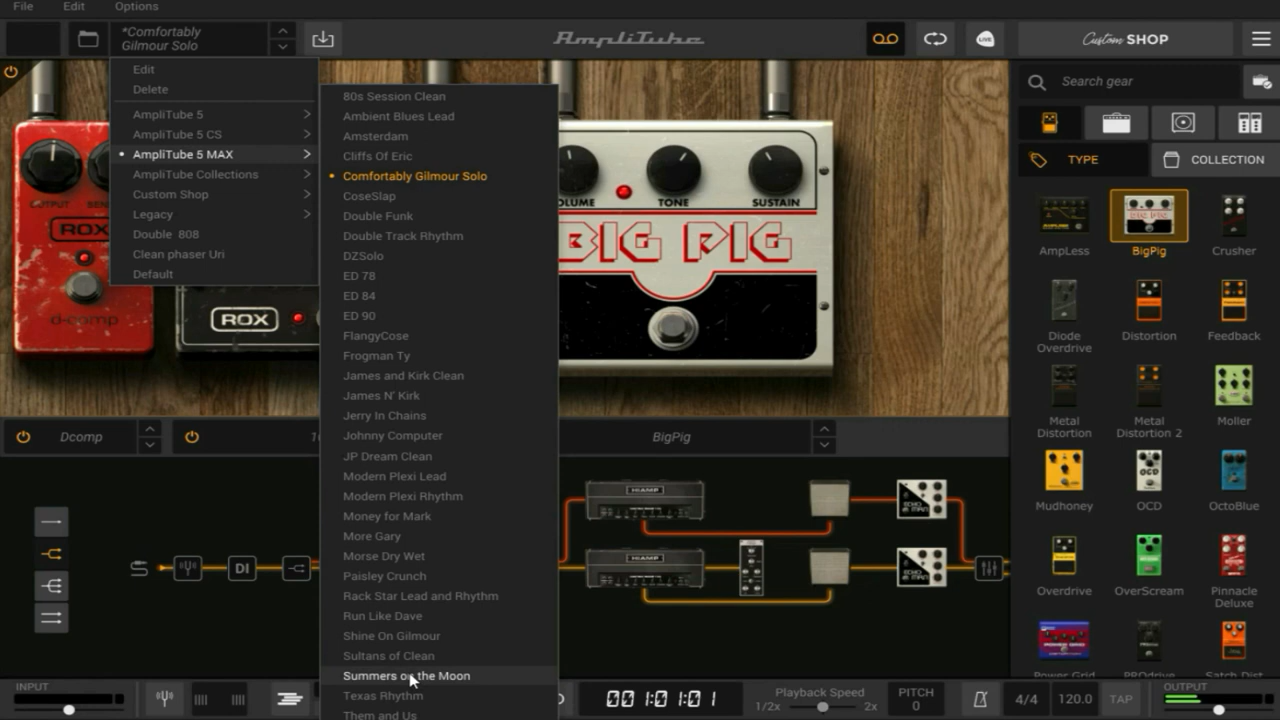 File Edit Options
*Comfortably
Gilmour Solo
AmpliTube
LIVE
Custom SHOP
Edit
Delete
AmpliTube 5
AmpliTube 5 CS
AmpliTube 5 MAX
AmpliTube Collections
Custom Shop
Legacy
Double 808
Clean phaser Uri
Default
80s Session Clean
Ambient Blues Lead
Amsterdam
Cliffs Of Eric
Comfortably Gilmour Solo
CoseSlap
Double Funk
Double Track Rhythm
DZSolo
ED 78
ED 84
ED 90
FlangyCose
Frogman Ty
James and Kirk Clean
James N' Kirk
Jerry In Chains
Johnny Computer
JP Dream Clean
Modern Plexi Lead
Modern Plexi Rhythm
Money for Mark
More Gary
Morse Dry Wet
Paisley Crunch
Rack Star Lead and Rhythm
Run Like Dave
Shine On Gilmour
Sultans of Clean
Summers on the Moon
Texas Rhythm
Them and Us
OUTPUT
ROX
d-comp
ROX
TONE SUSTAIN
BIG PIG
Search gear
TYPE COLLECTION
AmpLess BigPig Crusher
Diode Overdrive
Distortion
Feedback
Metal Distortion
Metal Distortion 2
Moller
Mudhoney OCD OctoBlue
Overdrive
OverScream
Pinnacle Deluxe
Dcomp
BigPig
HIAMP
HIAMP
DI
INPUT
00 1:0 1:01
Playback Speed
1/2x 2x
PITCH
0
4/4 120.0 TAP
OUTPUT